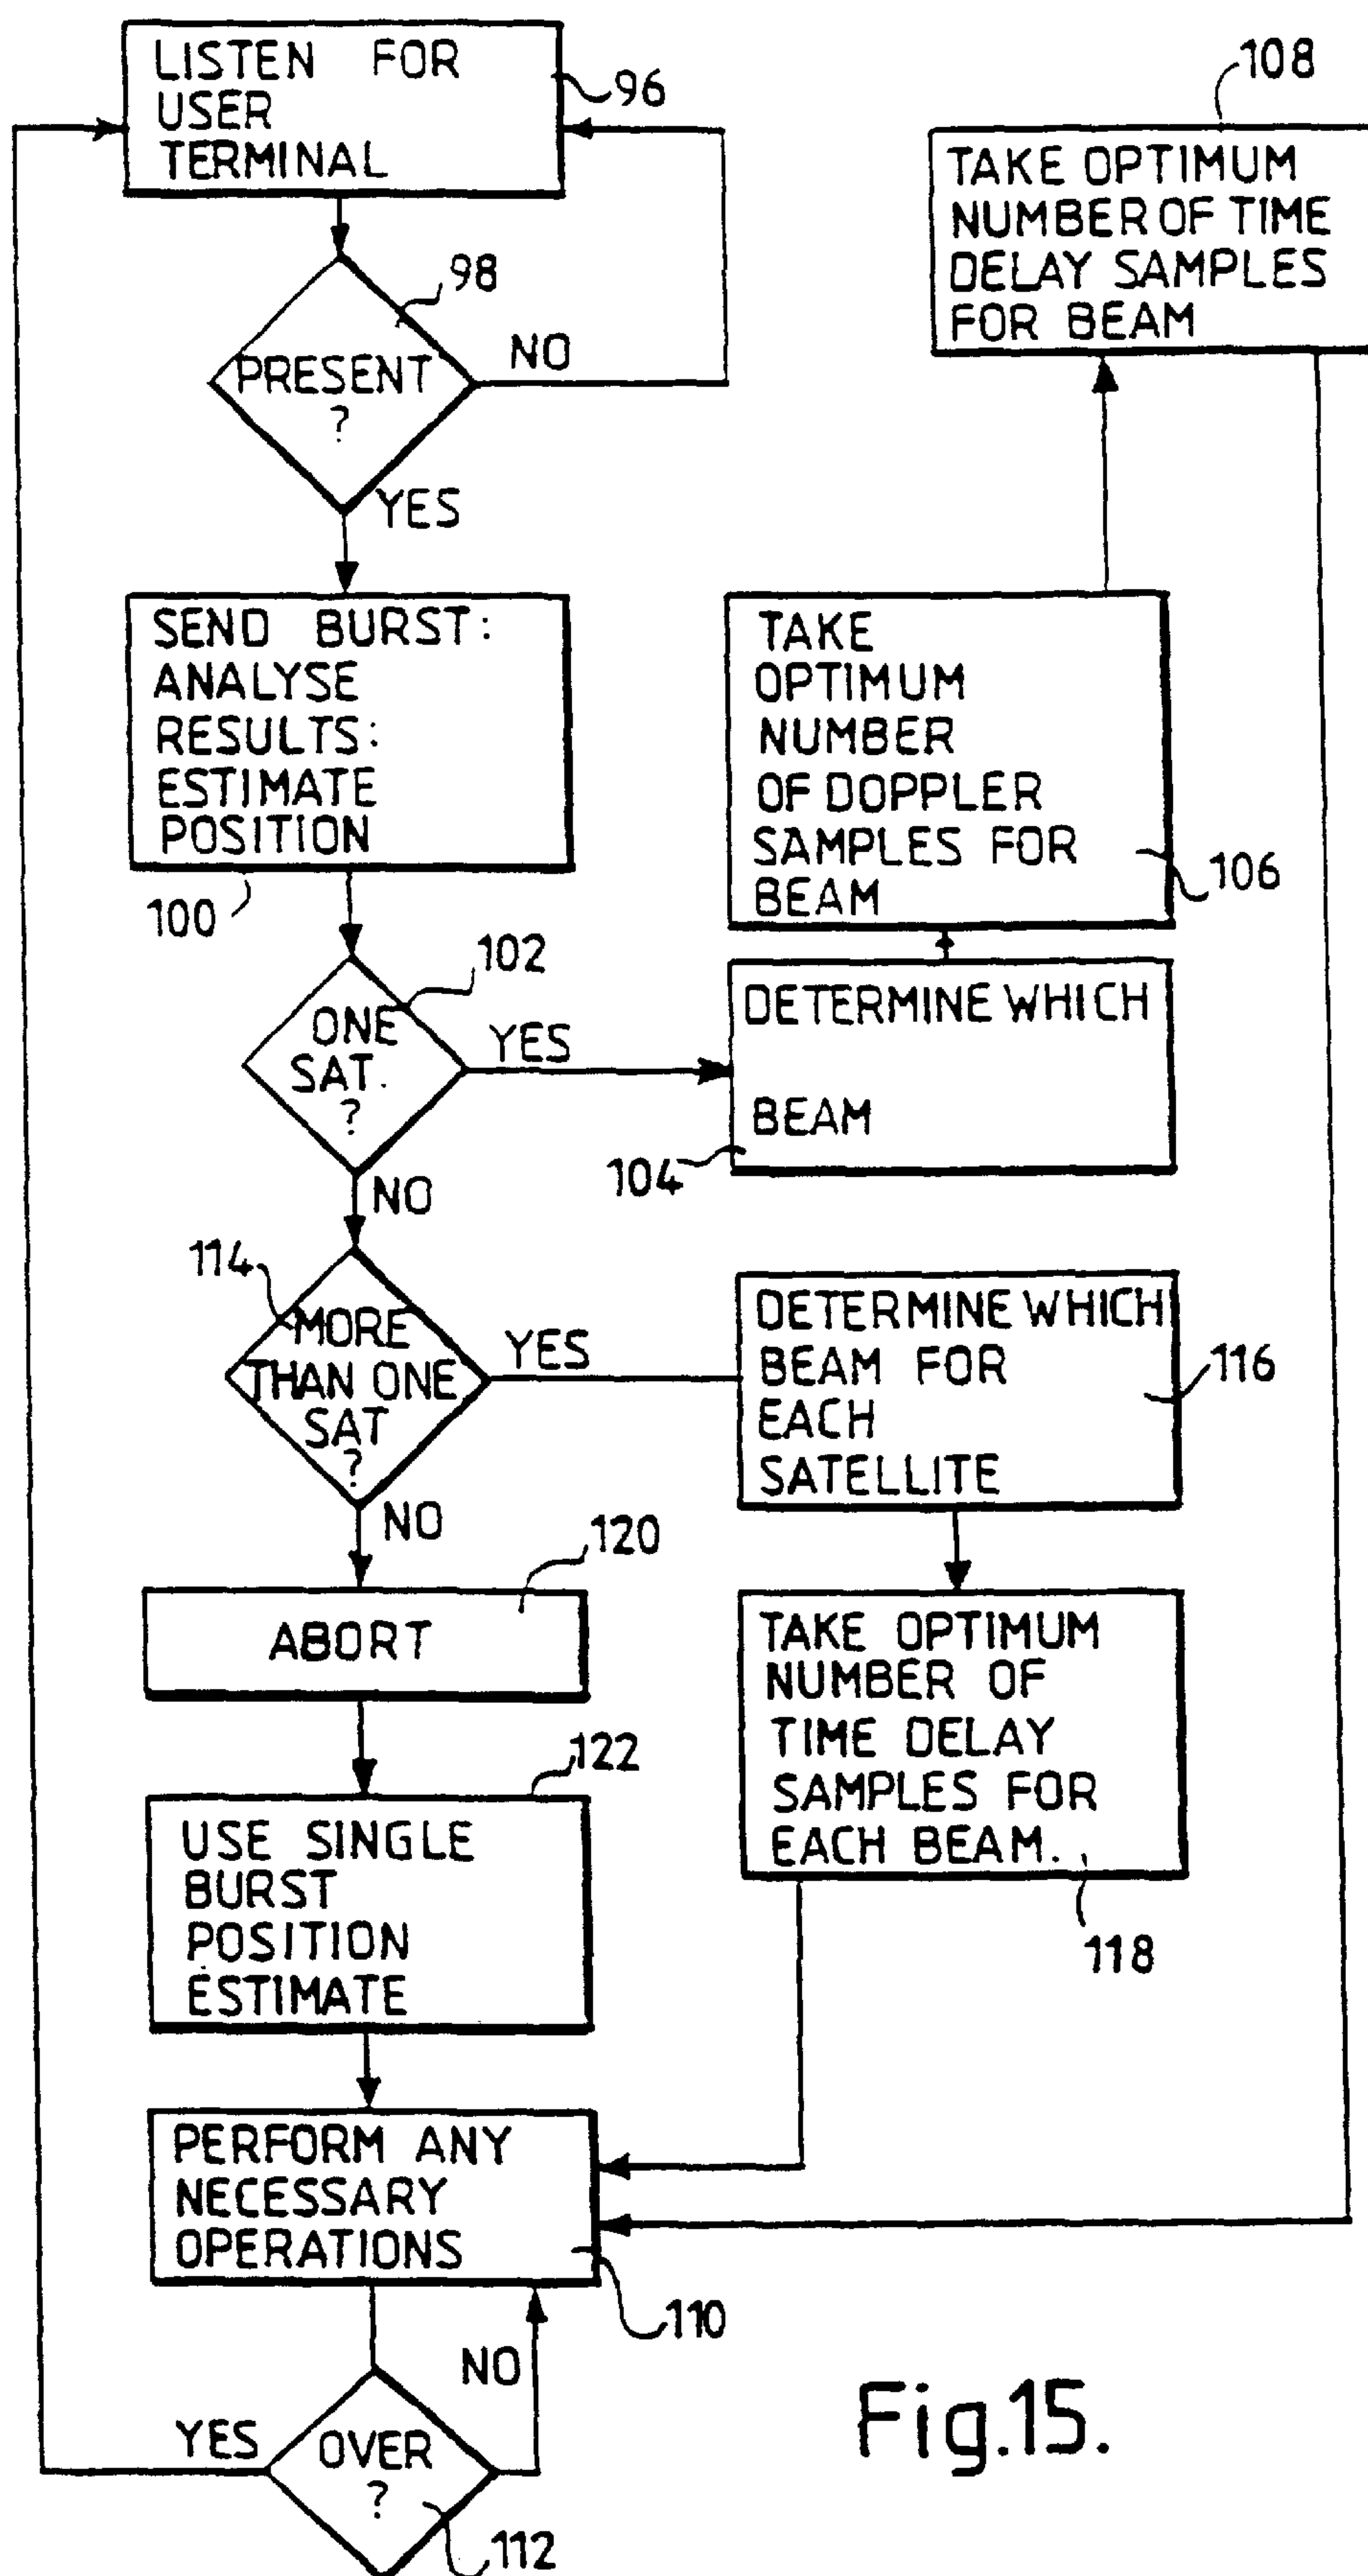 LISTEN FOR
USER
TERMINAL
96
108
TAKE OPTIMUM
NUMBER OF TIME
DELAY SAMPLES
FOR BEAM
98
PRESENT
?
NO
YES
SEND BURST:
ANALYSE
RESULTS:
ESTIMATE
POSITION
100
TAKE
OPTIMUM
NUMBER
OF DOPPLER
SAMPLES FOR
BEAM
106
102
ONE
SAT.
?
YES
NO
DETERMINE WHICH
BEAM
104
114
MORE
THAN ONE
SAT
?
YES
NO
DETERMINE WHICH
BEAM FOR
EACH
SATELLITE
116
120
ABORT
TAKE OPTIMUM
NUMBER OF
TIME DELAY
SAMPLES FOR
EACH BEAM.
118
122
USE SINGLE
BURST
POSITION
ESTIMATE
PERFORM ANY
NECESSARY
OPERATIONS
110
NO
YES
OVER
?
112
Fig.15.